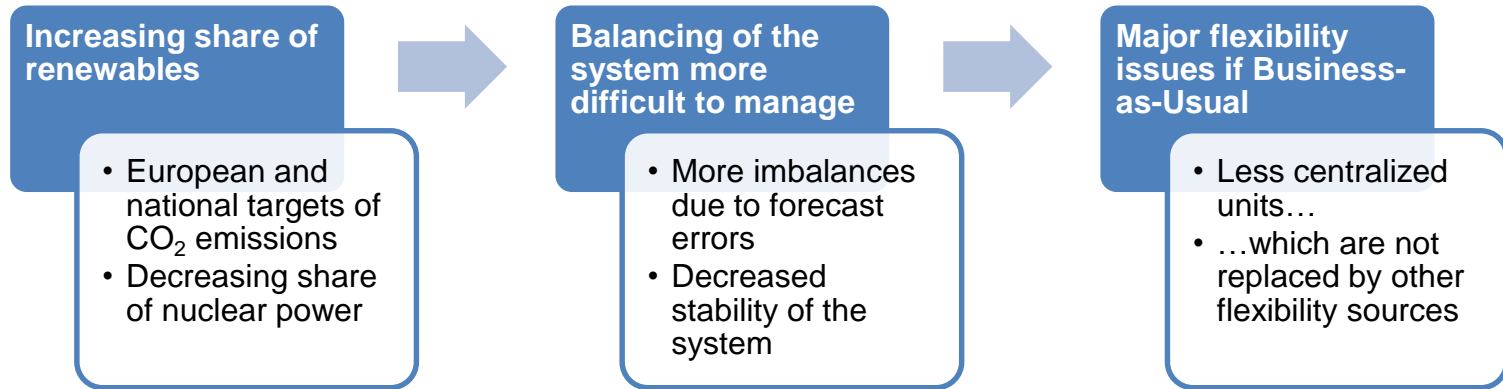 Increasing share of
renewables
• European and
national targets of
CO₂ emissions
• Decreasing share
of nuclear power
Balancing of the
system more
difficult to manage
• More imbalances
due to forecast
errors
• Decreased
stability of the
system
Major flexibility
issues if Business-
as-Usual
• Less centralized
units…
• …which are not
replaced by other
flexibility sources